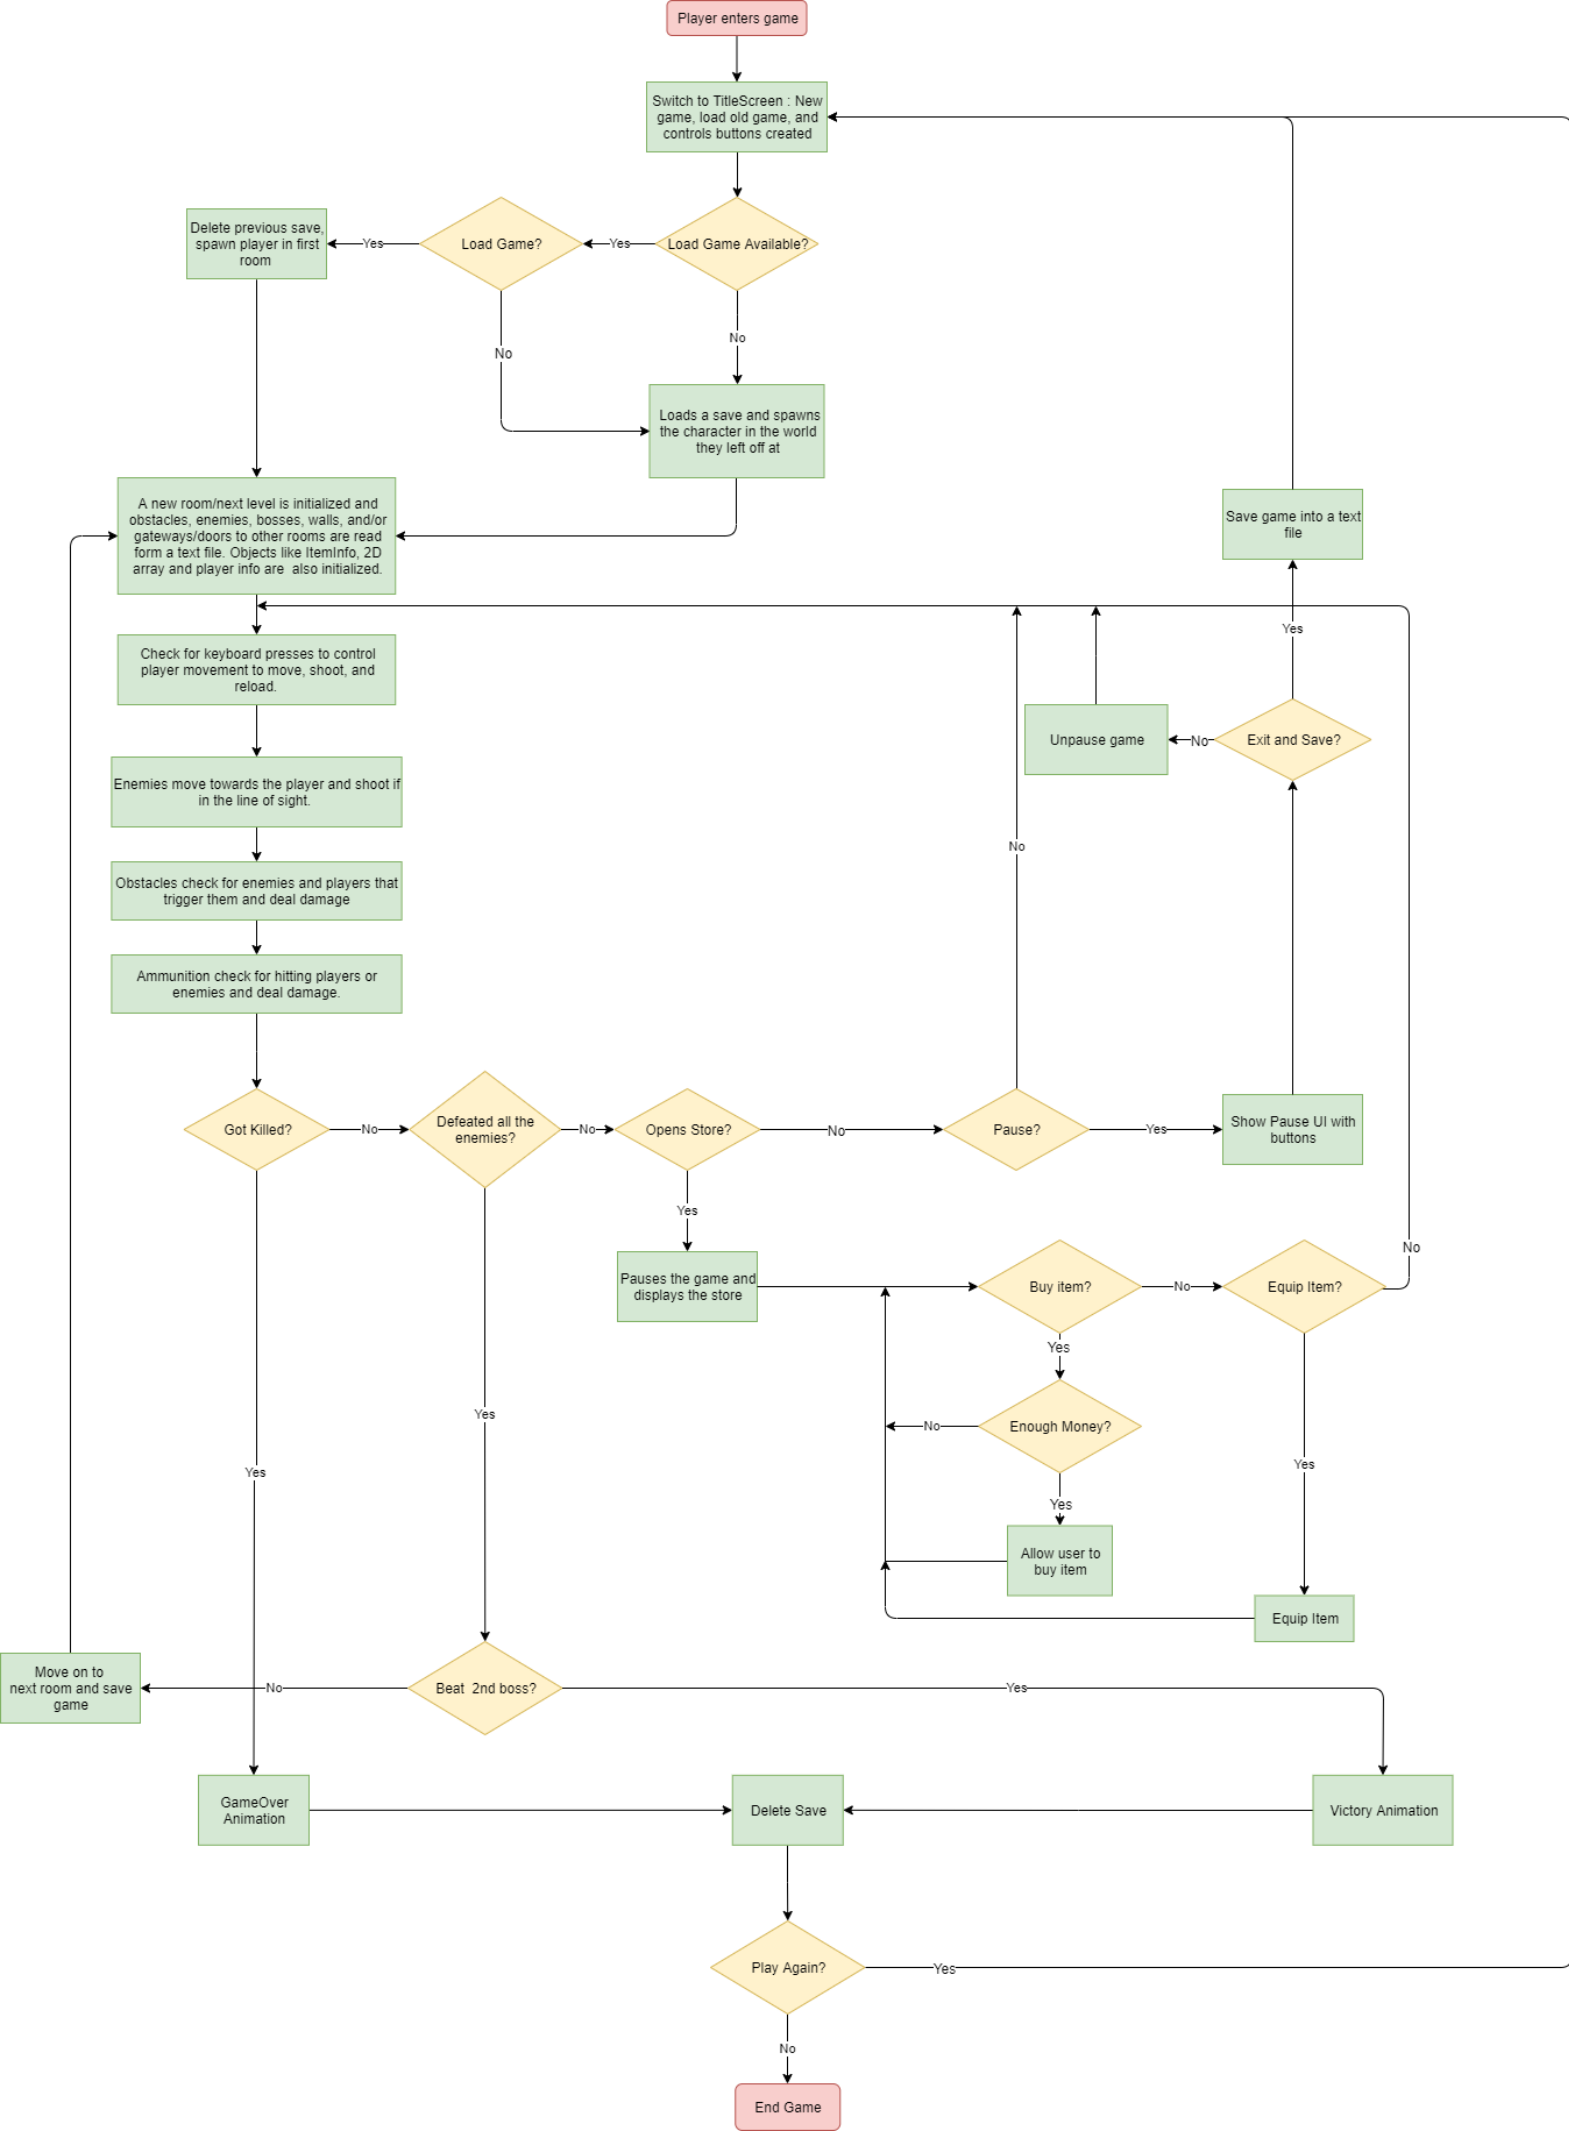 Player enters game
Switch to TitleScreen : New
game, load old game, and
controls buttons created
Delete previous save,
spawn player in first
room
Yes
Load Game?
Yes
Load Game Available?
No
No
Loads a save and spawns
the character in the world
they left off at
A new room/next level is initialized and
obstacles, enemies, bosses, walls, and/or
gateways/doors to other rooms are read
form a text file. Objects like ItemInfo, 2D
array and player info are also initialized.
Save game into a text
file
Yes
Check for keyboard presses to control
player movement to move, shoot, and
reload.
Unpause game
No
Exit and Save?
Enemies move towards the player and shoot if
in the line of sight.
No
Obstacles check for enemies and players that
trigger them and deal damage
Ammunition check for hitting players or
enemies and deal damage.
Got Killed?
No
Defeated all the
enemies?
No
Opens Store?
No
Pause?
Yes
Show Pause UI with
buttons
Yes
No
Pauses the game and
displays the store
Buy item?
No
Equip Item?
Yes
Yes
Enough Money?
No
Yes
Yes
Yes
Allow user to
buy item
Equip Item
Move on to
next room and save
game
No
Beat 2nd boss?
Yes
GameOver
Animation
Delete Save
Victory Animation
Play Again?
Yes
No
End Game